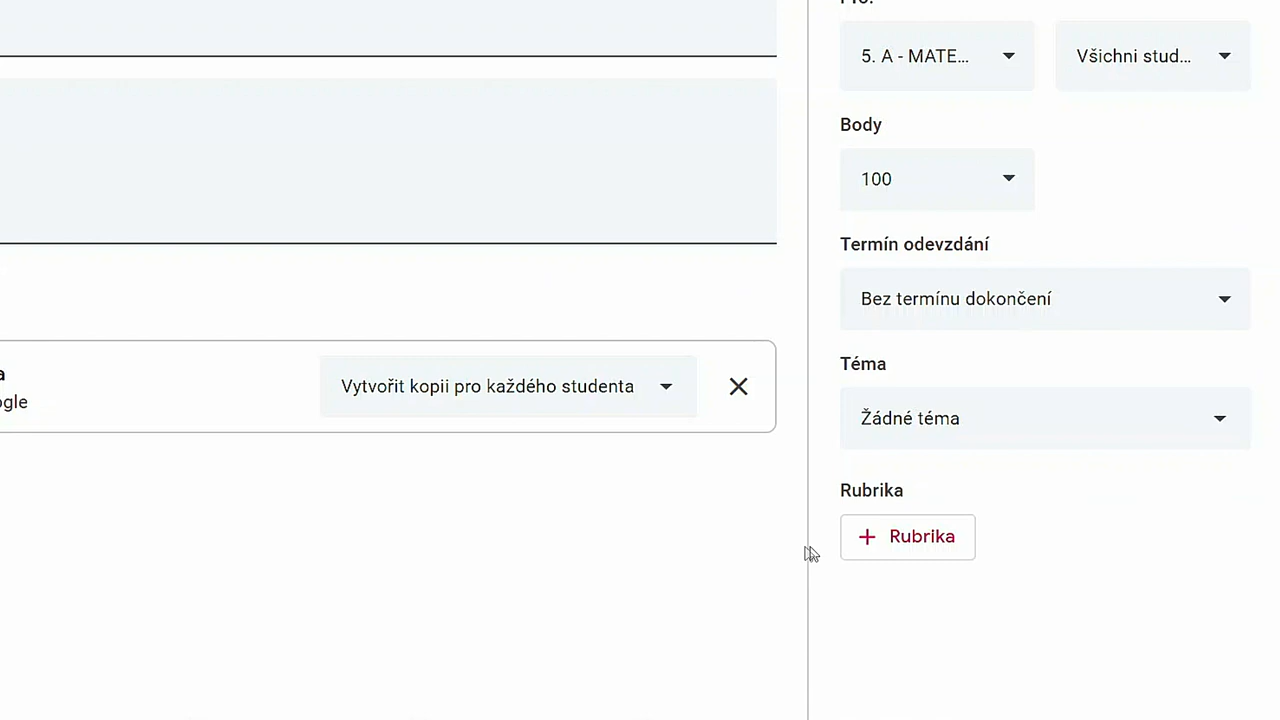 5. A - MATE...
Všichni stud...
Body
100
Termín odevzdání
Bez termínu dokončení
a
ogle
Vytvořit kopii pro každého studenta
Téma
Žádné téma
Rubrika
+ Rubrika